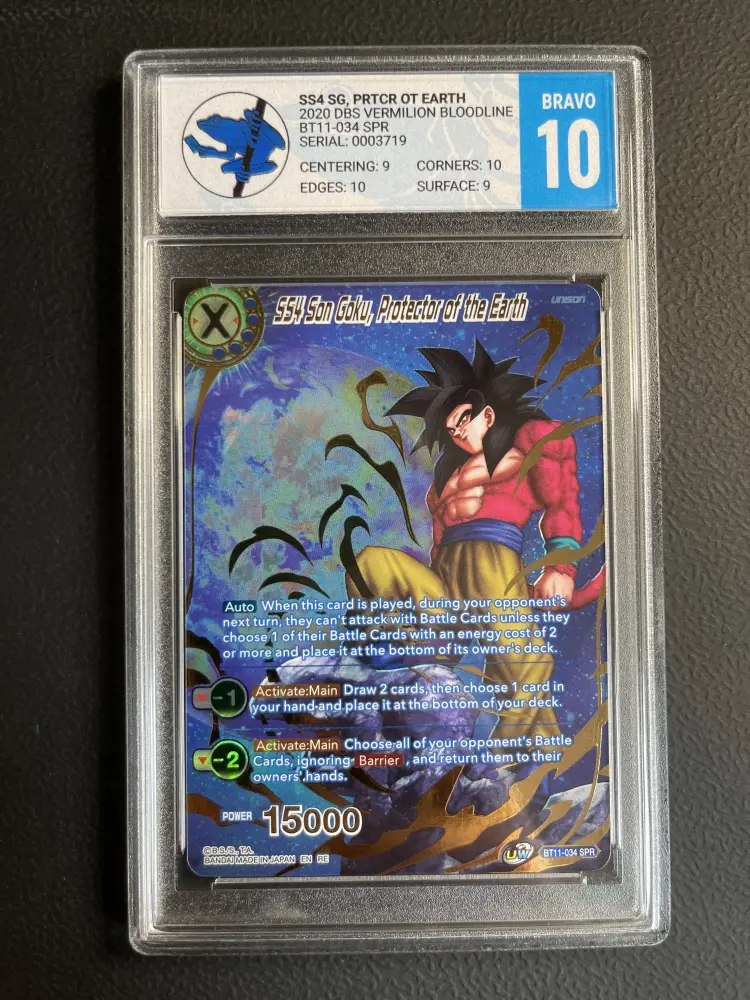 SS4 SG, PRTCR OT EARTH
2020 DBS VERMILION BLOODLINE
BT11-034 SPR
SERIAL: 0003719
CENTERING: 9 CORNERS: 10
EDGES: 10 SURFACE: 9
BRAVO
10
X
SS4 Son Goku, Protector of the Earth
UNISON
Auto When this card is played, during your opponent's
next turn, they can't attack with Battle Cards unless they
choose 1 of their Battle Cards with an energy cost of 2
or more and place it at the bottom of its owner's deck.
-1 Activate:Main Draw 2 cards, then choose 1 card in
your hand and place it at the bottom of your deck.
-2 Activate:Main Choose all of your opponent's Battle
Cards, ignoring Barrier, and return them to their
owners' hands.
POWER 15000
©B.S./S., T.A.
BANDAI MADE IN JAPAN EN RE
UW
BT11-034 SPR